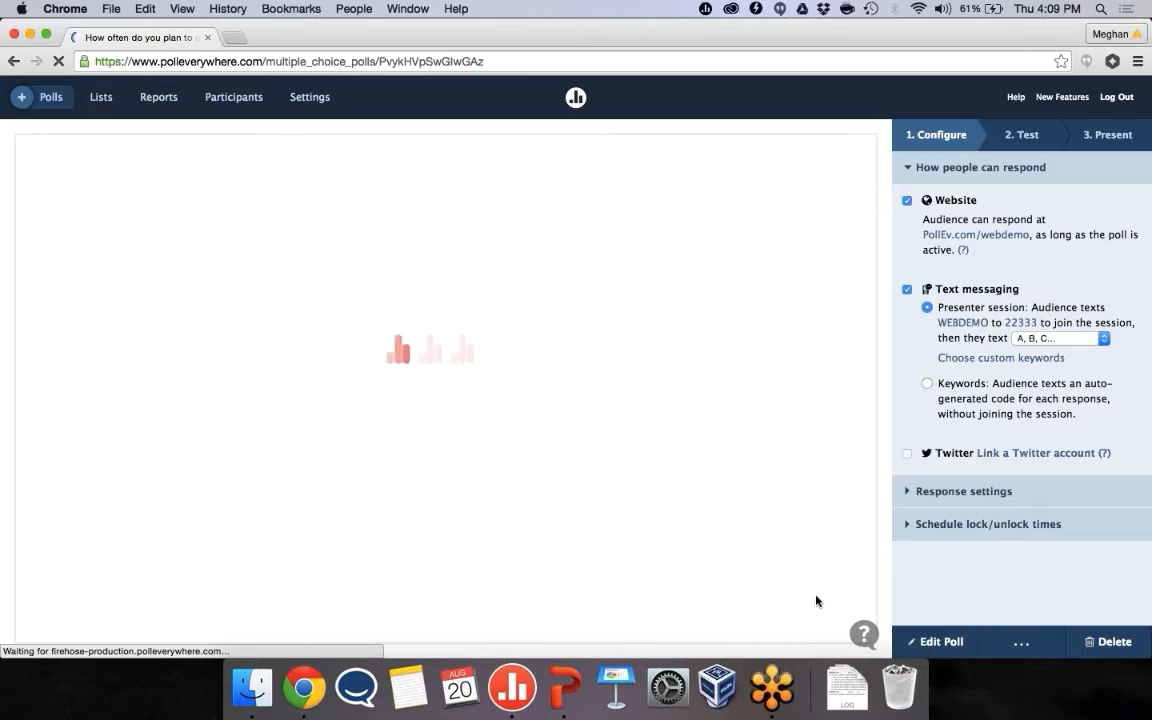 Chrome File Edit View History Bookmarks People Window Help 61% Thu 4:09 PM
How often do you plan to Meghan
https://www.polleverywhere.com/multiple_choice_polls/PvykHVpSwGlwGAz
+ Polls Lists Reports Participants Settings Help New Features Log Out
1. Configure 2. Test 3. Present
How people can respond
Website
Audience can respond at
PollEv.com/webdemo, as long as the poll is
active. (?)
Text messaging
Presenter session: Audience texts
WEBDEMO to 22333 to join the session,
then they text A, B, C...
Choose custom keywords
Keywords: Audience texts an auto-
generated code for each response,
without joining the session.
Twitter Link a Twitter account (?)
Response settings
Schedule lock/unlock times
?
Edit Poll ... Delete
Waiting for firehose-production.polleverywhere.com...
AUG
20
LOG